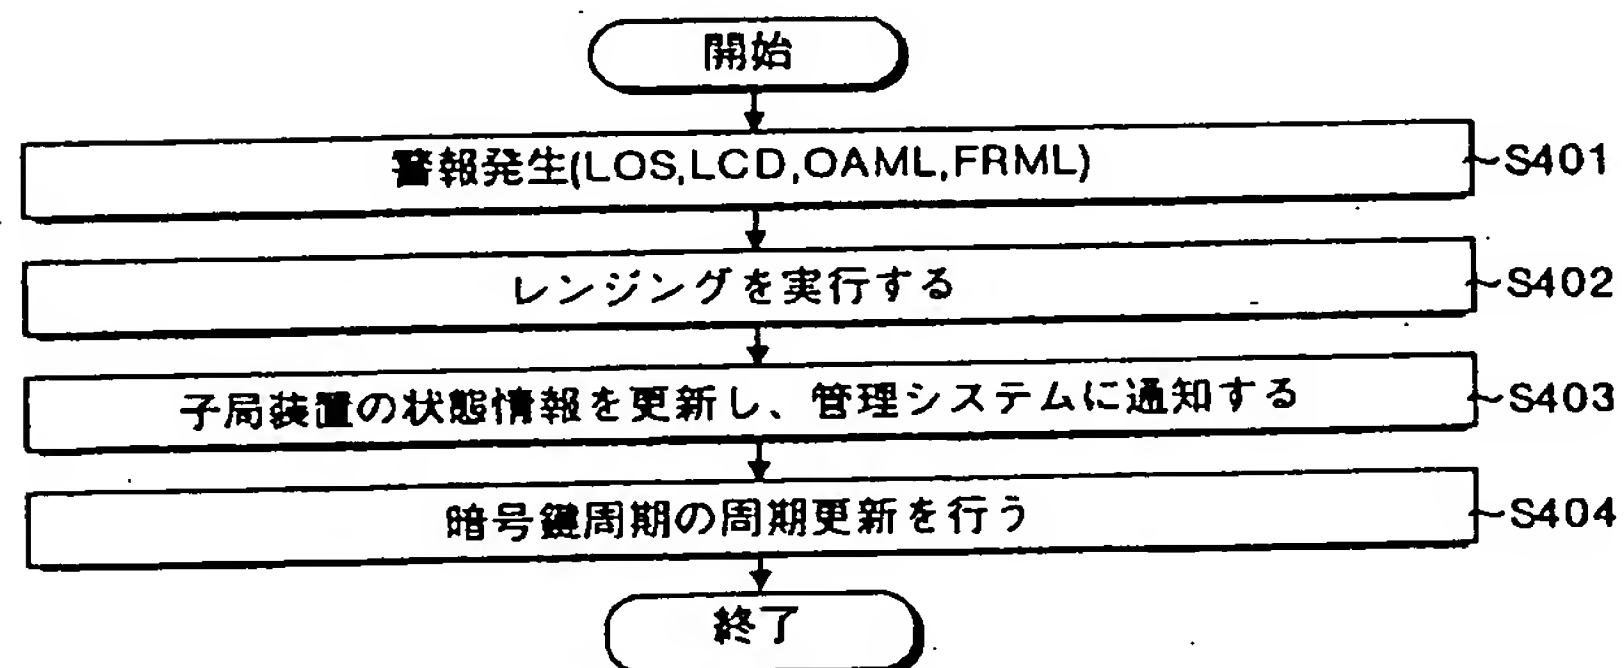 開始
警報発生(LOS,LCD,OAML,FRML)
S401
レンジングを実行する
S402
子局装置の状態情報を更新し、管理システムに通知する
S403
暗号鍵周期の周期更新を行う
S404
終了